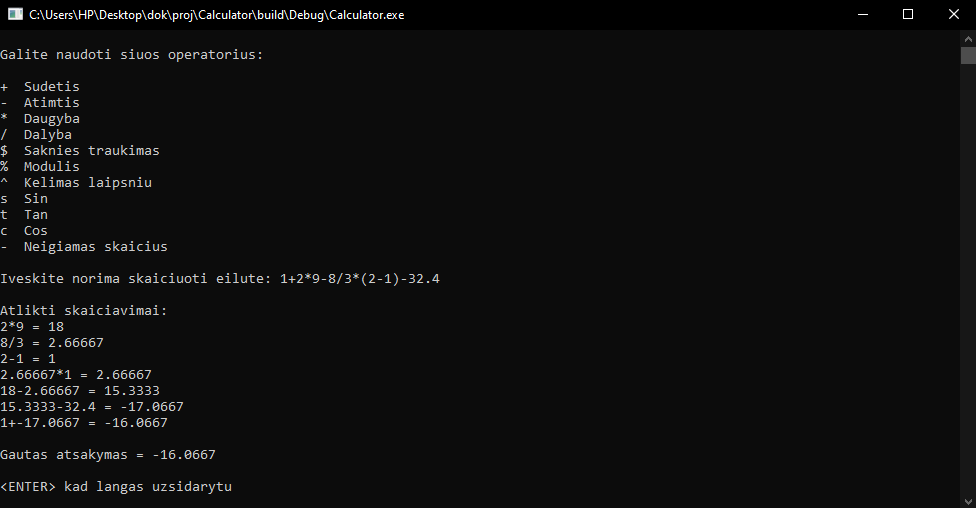 C:\Users\HP\Desktop\dok\proj\Calculator\build\Debug\Calculator.exe
Galite naudoti siuos operatorius:
+  Sudetis
-  Atimtis
*  Daugyba
/  Dalyba
$  Saknies traukimas
%  Modulis
^  Kelimas laipsniu
s  Sin
t  Tan
c  Cos
-  Neigiamas skaicius
Iveskite norima skaiciuoti eilute: 1+2*9-8/3*(2-1)-32.4
Atlikti skaiciavimai:
2*9 = 18
8/3 = 2.66667
2-1 = 1
2.66667*1 = 2.66667
18-2.66667 = 15.3333
15.3333-32.4 = -17.0667
1+-17.0667 = -16.0667
Gautas atsakymas = -16.0667
<ENTER> kad langas uzsidarytu